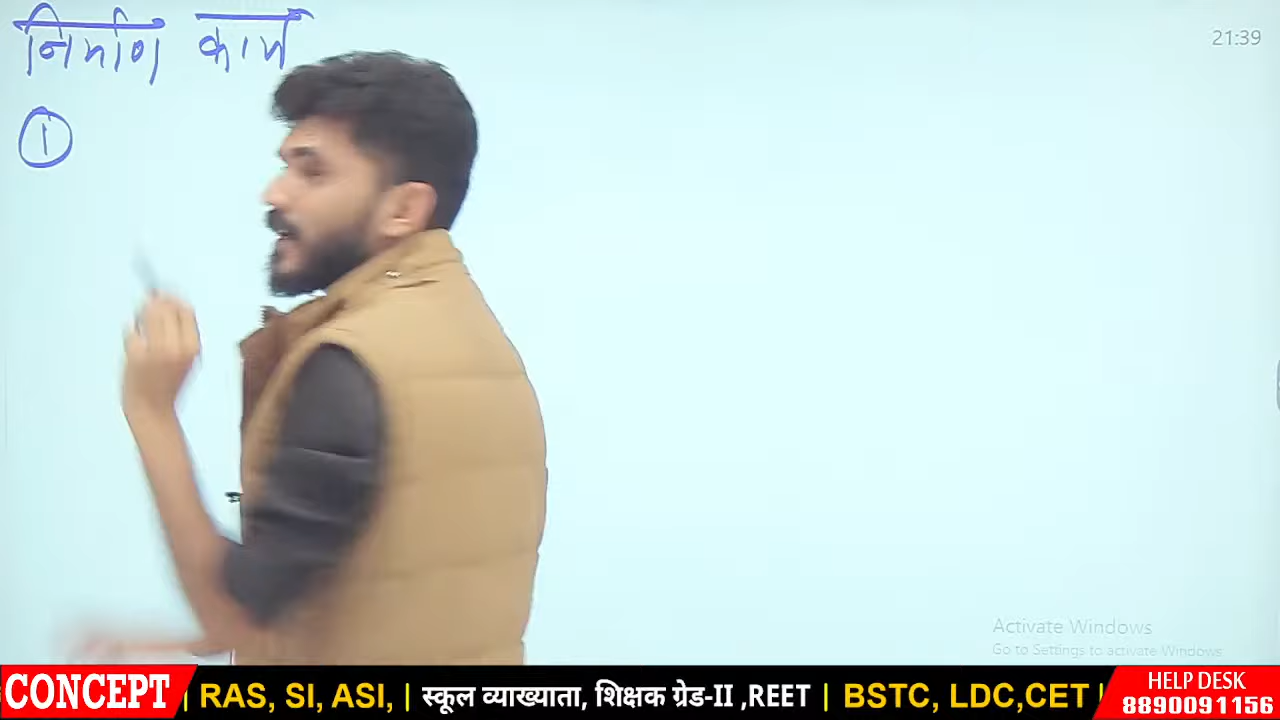 निर्माण कार्य
21:39
1
Activate Windows
Go to Settings to activate Windows.
CONCEPT | RAS, SI, ASI, | स्कूल व्याख्याता, शिक्षक ग्रेड-II ,REET | BSTC, LDC,CET | HELP DESK
8890091156